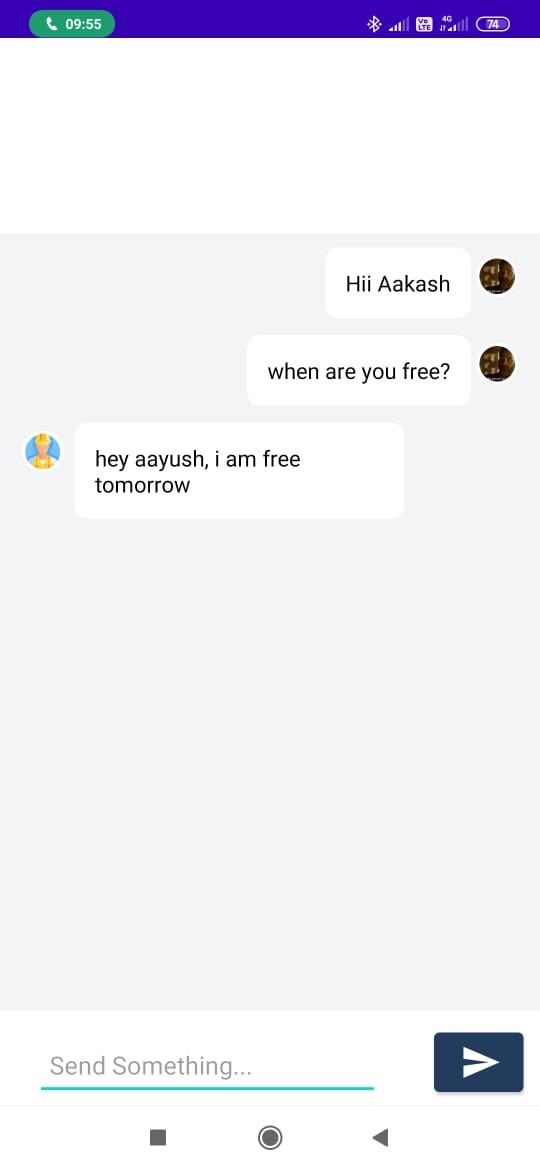 09:55
Vo
LTE
4G
74
Hii Aakash
when are you free?
hey aayush, i am free
tomorrow
Send Something...